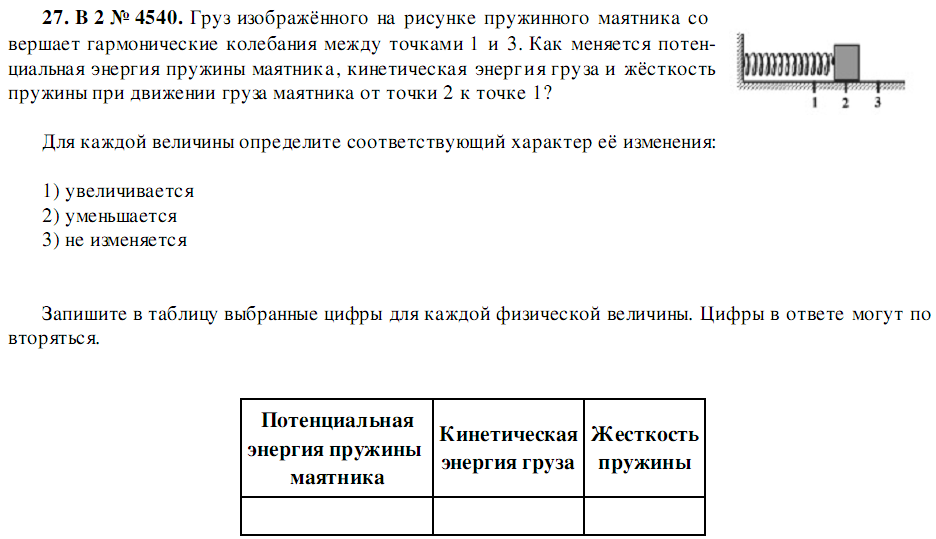 27. В 2 № 4540. Груз изображённого на рисунке пружинного маятника со
вершает гармонические колебания между точками 1 и 3. Как меняется потен-
циальная энергия пружины маятника, кинетическая энергия груза и жёсткость
пружины при движении груза маятника от точки 2 к точке 1?
1 2 3
Для каждой величины определите соответствующий характер её изменения:
1) увеличивается
2) уменьшается
3) не изменяется
Запишите в таблицу выбранные цифры для каждой физической величины. Цифры в ответе могут по
вторяться.
Потенциальная
энергия пружины
маятника
Кинетическая
энергия груза
Жесткость
пружины